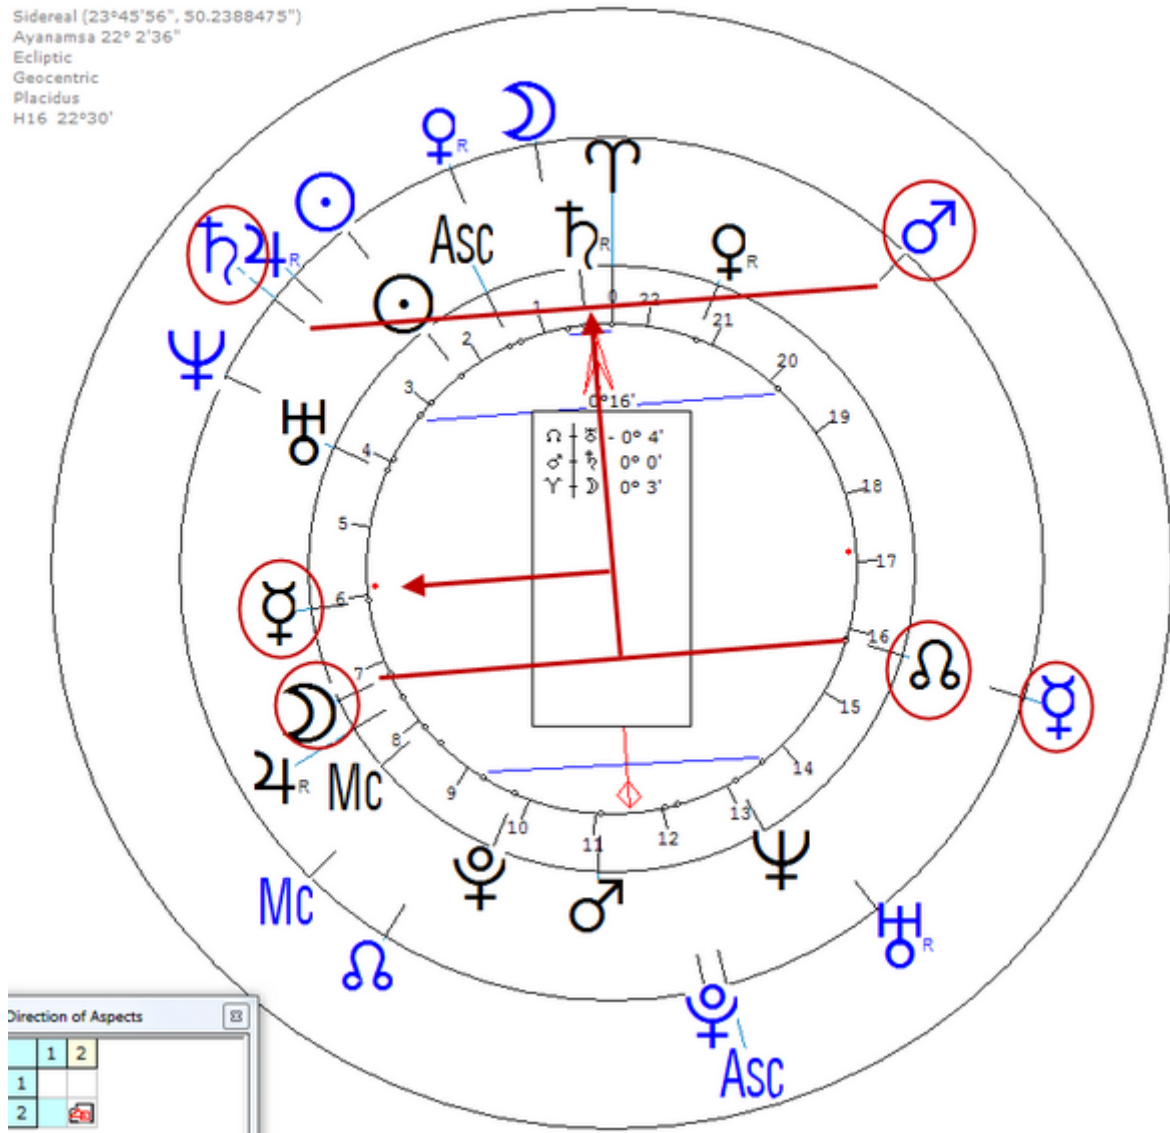 Sidereal (23°45'56", 50.2388475")
Ayanamsa 22° 2'36"
Ecliptic
Geocentric
Placidus
H16 22°30'
☽
♀R
☉
♈
Asc
♄R
♀R
♂
♄ ♃R
☉
♆
1 0 22 21
2 20
3 19
4 18
5 17
6 16
7 15
8 14
9 13
10 11 12
0°16'
☊ ┼ ♅ - 0° 4'
♂ ┼ ♄ 0° 0'
♈ ┼ ☽ 0° 3'
♅
☿
☊
☿
☽
♃R Mc
♇ ♂ ♆
Mc
☊
♅R
♇
Asc
Direction of Aspects
1 2
1
2